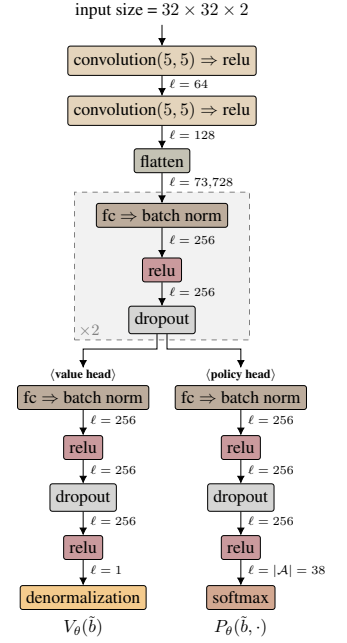 input size = 32 × 32 × 2
convolution(5, 5) ⇒ relu
ℓ = 64
convolution(5, 5) ⇒ relu
ℓ = 128
flatten
ℓ = 73,728
fc ⇒ batch norm
ℓ = 256
relu
ℓ = 256
dropout
×2
⟨value head⟩ ⟨policy head⟩
fc ⇒ batch norm fc ⇒ batch norm
ℓ = 256 ℓ = 256
relu relu
ℓ = 256 ℓ = 256
dropout dropout
ℓ = 256 ℓ = 256
relu relu
ℓ = 1 ℓ = |𝒜| = 38
denormalization softmax
V_θ(b̃) P_θ(b̃, ·)